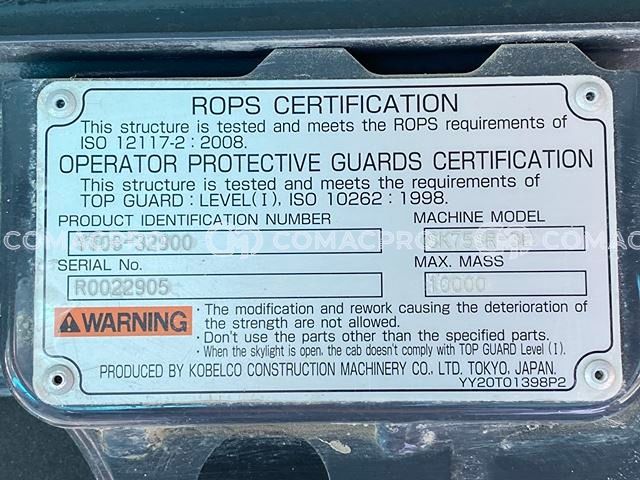 ROPS CERTIFICATION
This structure is tested and meets the ROPS requirements of
ISO 12117-2 : 2008.
OPERATOR PROTECTIVE GUARDS CERTIFICATION
This structure is tested and meets the requirements of
TOP GUARD : LEVEL(I), ISO 10262 : 1998.
PRODUCT IDENTIFICATION NUMBER
MACHINE MODEL
COMACPRO
SERIAL No.
MAX. MASS
R0022905
10000
WARNING
· The modification and rework causing the deterioration of
the strength are not allowed.
· Don't use the parts other than the specified parts.
· When the skylight is open, the cab doesn't comply with TOP GUARD Level (I).
PRODUCED BY KOBELCO CONSTRUCTION MACHINERY CO., LTD. TOKYO, JAPAN.
YY20T01398P2